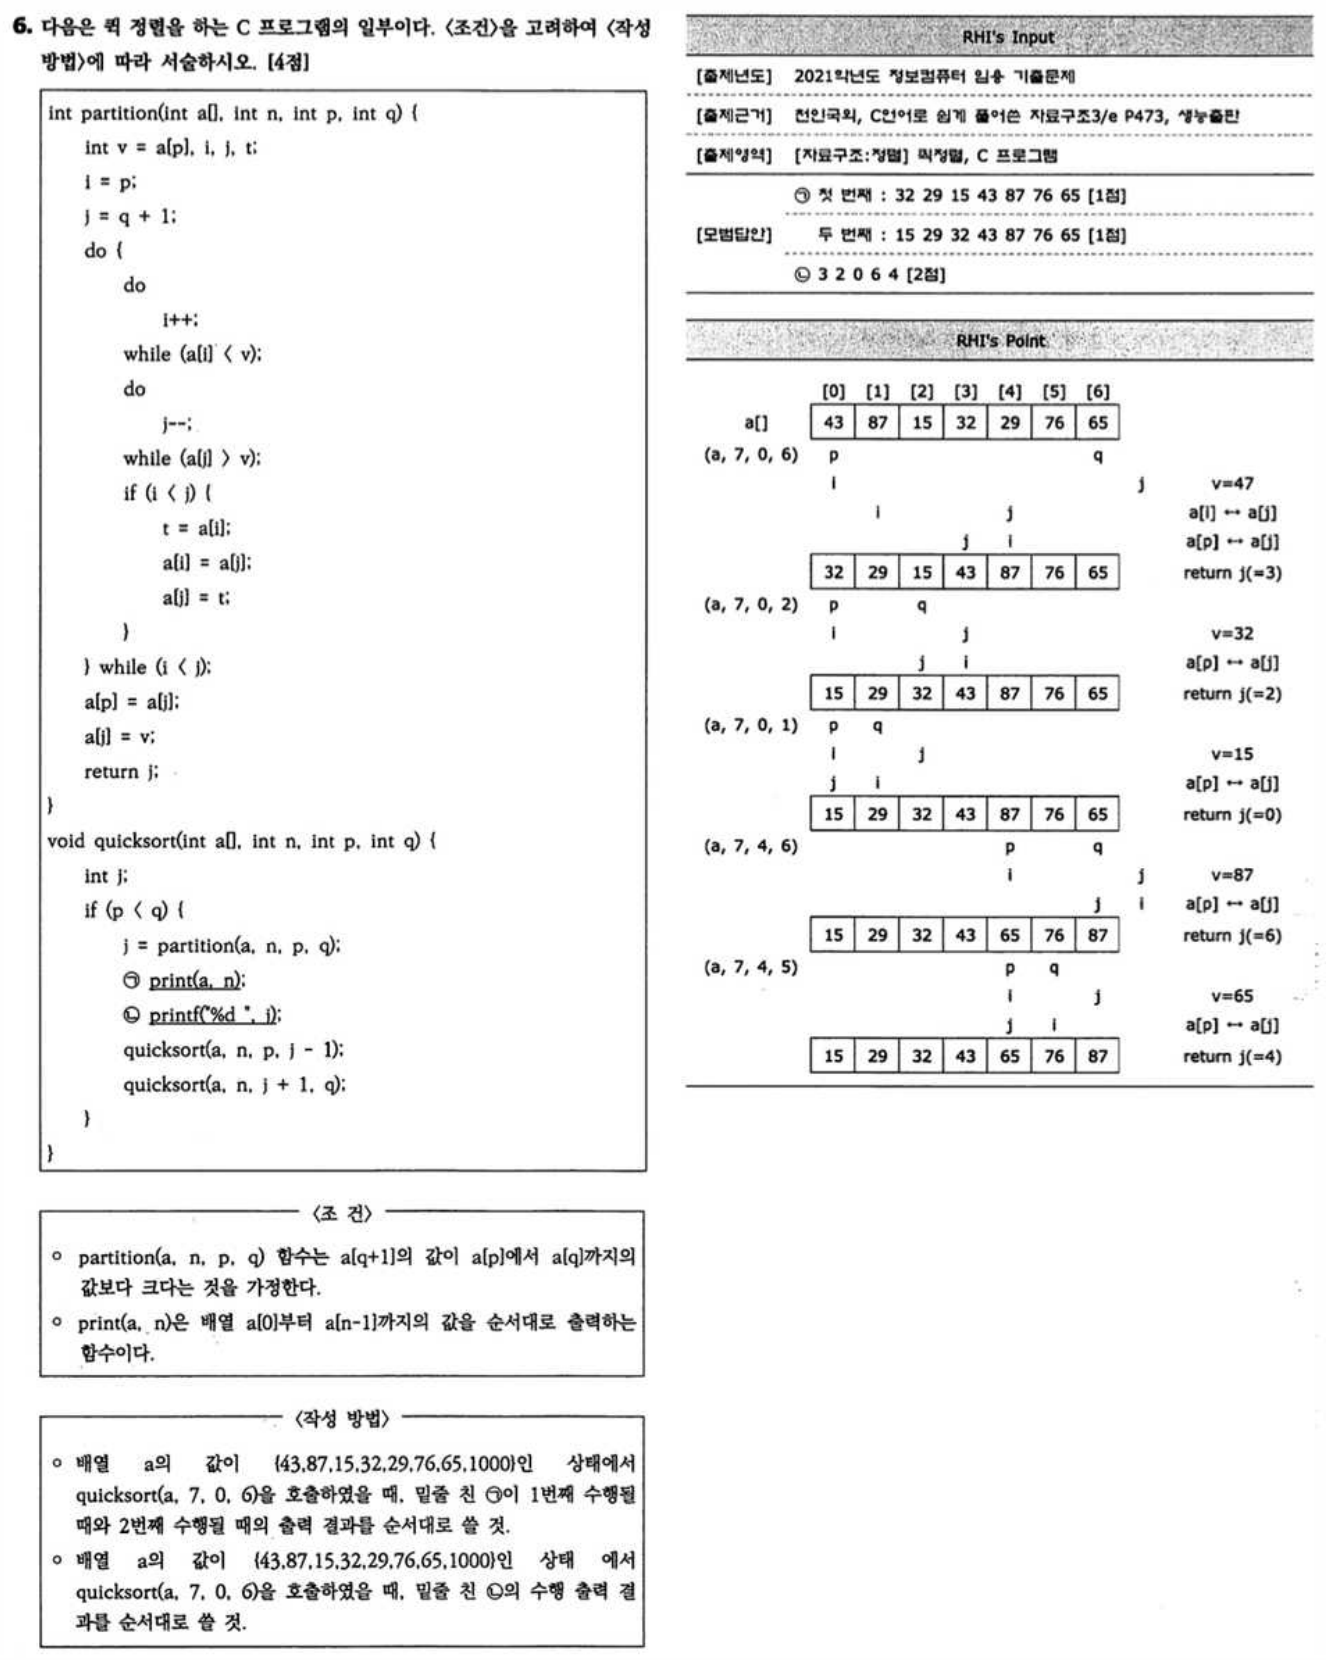 6. 다음은 퀵 정렬을 하는 C 프로그램의 일부이다. 〈조건〉을 고려하여 〈작성
방법〉에 따라 서술하시오. [4점]
int partition(int a[], int n, int p, int q) {
int v = a[p], i, j, t;
i = p;
j = q + 1;
do {
do
i++;
while (a[i] < v);
do
j--;
while (a[j] > v);
if (i < j) {
t = a[i];
a[i] = a[j];
a[j] = t;
}
} while (i < j);
a[p] = a[j];
a[j] = v;
return j;
}
void quicksort(int a[], int n, int p, int q) {
int j;
if (p < q) {
j = partition(a, n, p, q);
㉠ print(a, n);
㉡ printf("%d ", j);
quicksort(a, n, p, j - 1);
quicksort(a, n, j + 1, q);
}
}
〈조 건〉
○ partition(a, n, p, q) 함수는 a[q+1]의 값이 a[p]에서 a[q]까지의
값보다 크다는 것을 가정한다.
○ print(a, n)은 배열 a[0]부터 a[n-1]까지의 값을 순서대로 출력하는
함수이다.
〈작성 방법〉
○ 배열 a의 값이 {43,87,15,32,29,76,65,1000}인 상태에서
quicksort(a, 7, 0, 6)을 호출하였을 때, 밑줄 친 ㉠이 1번째 수행될
때와 2번째 수행될 때의 출력 결과를 순서대로 쓸 것.
○ 배열 a의 값이 {43,87,15,32,29,76,65,1000}인 상태 에서
quicksort(a, 7, 0, 6)을 호출하였을 때, 밑줄 친 ㉡의 수행 출력 결
과를 순서대로 쓸 것.
RHI's Input
[출제년도] 2021학년도 정보컴퓨터 임용 기출문제
[출제근거] 천인국외, C언어로 쉽게 풀어쓴 자료구조3/e P473, 생능출판
[출제영역] [자료구조:정렬] 퀵정렬, C 프로그램
㉠ 첫 번째 : 32 29 15 43 87 76 65 [1점]
[모범답안] 두 번째 : 15 29 32 43 87 76 65 [1점]
㉡ 3 2 0 6 4 [2점]
RHI's Point
[0] [1] [2] [3] [4] [5] [6]
a[] 43 87 15 32 29 76 65
(a, 7, 0, 6) p q
i j v=47
i j a[i] ↔ a[j]
j i a[p] ↔ a[j]
32 29 15 43 87 76 65 return j(=3)
(a, 7, 0, 2) p q
i j v=32
j i a[p] ↔ a[j]
15 29 32 43 87 76 65 return j(=2)
(a, 7, 0, 1) p q
i j v=15
j i a[p] ↔ a[j]
15 29 32 43 87 76 65 return j(=0)
(a, 7, 4, 6) p q
i j v=87
j i a[p] ↔ a[j]
15 29 32 43 65 76 87 return j(=6)
(a, 7, 4, 5) p q
i j v=65
j i a[p] ↔ a[j]
15 29 32 43 65 76 87 return j(=4)